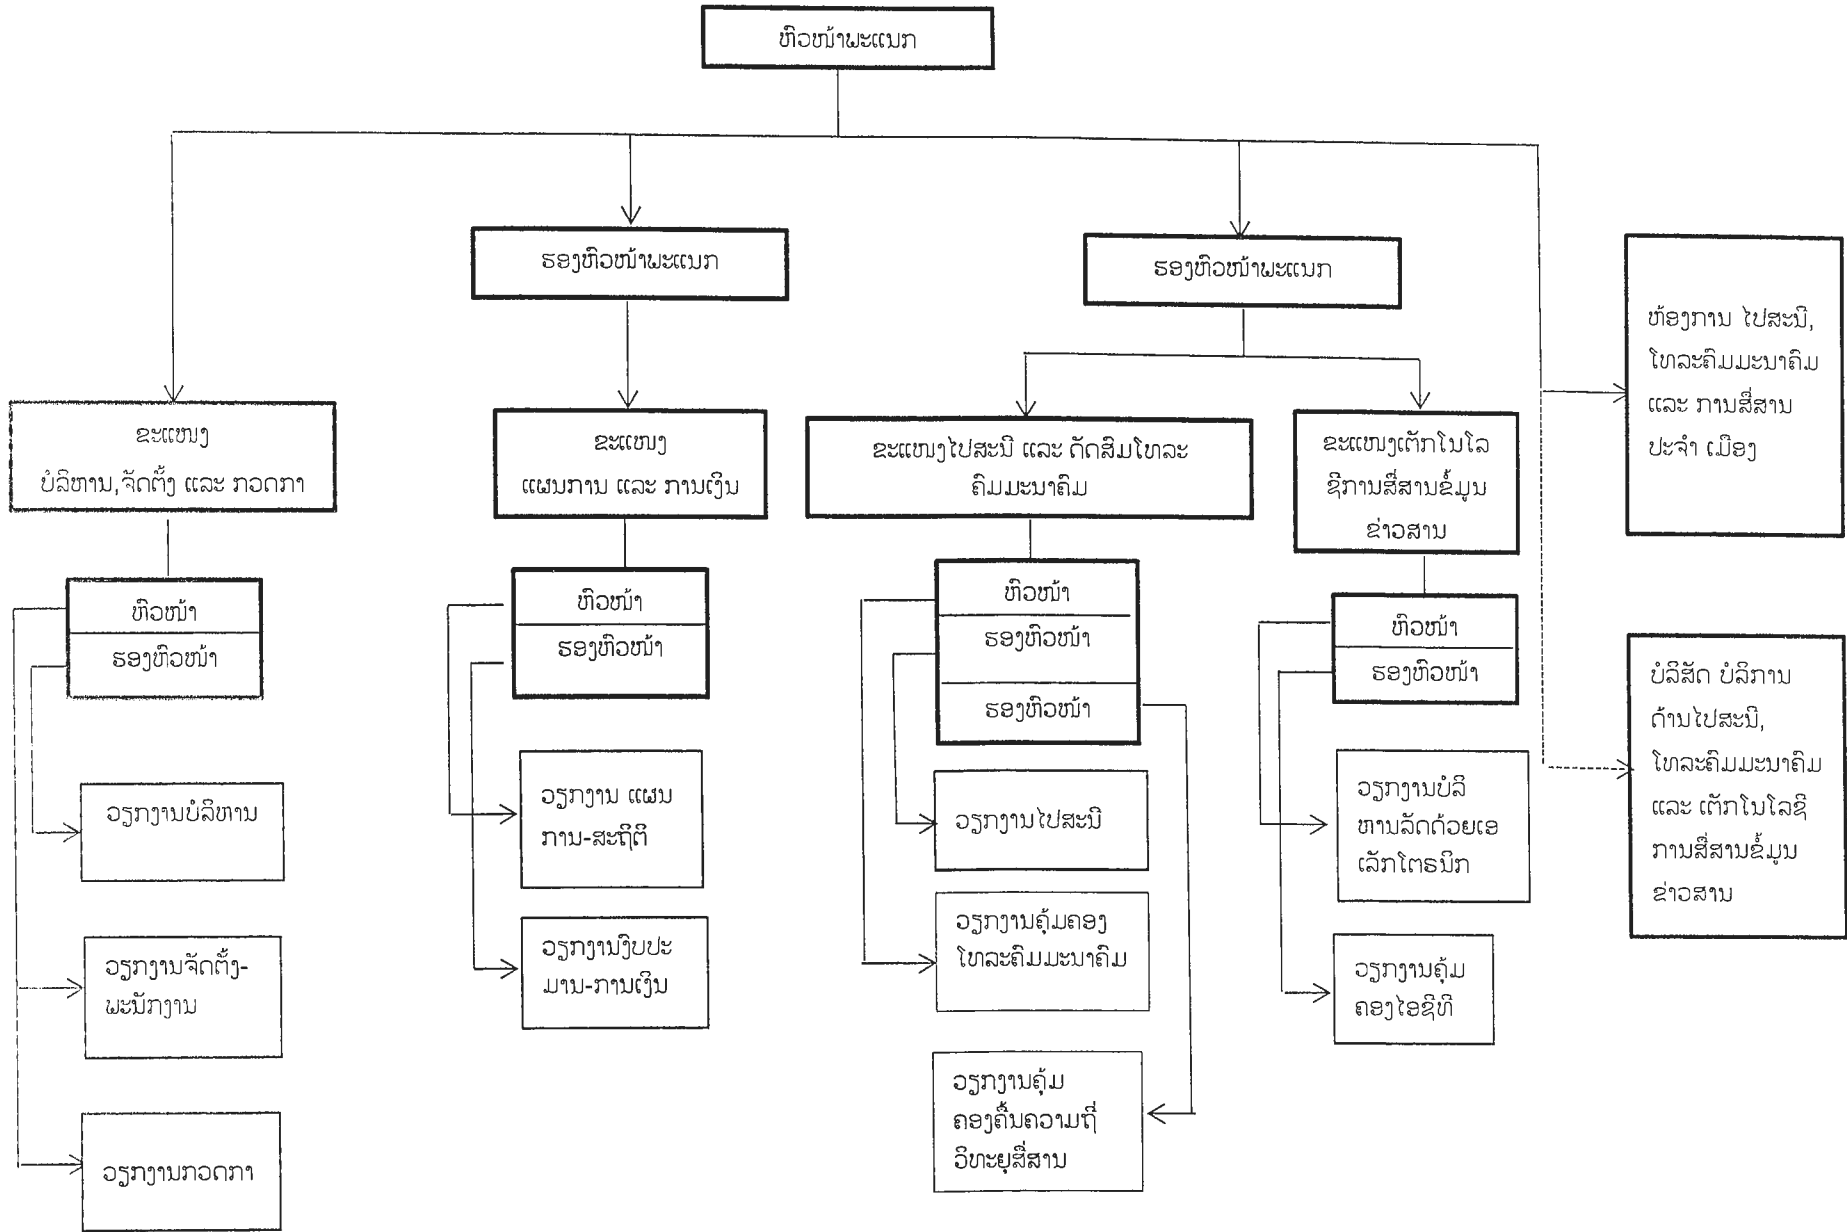 ຫົວໜ້າພະແນກ
ຮອງຫົວໜ້າພະແນກ
ຮອງຫົວໜ້າພະແນກ
ຫ້ອງການ ໄປສະນີ,
ໂທລະຄົມມະນາຄົມ
ແລະ ການສື່ສານ
ປະຈຳ ເມືອງ
ຂະແໜງ
ບໍລິຫານ,ຈັດຕັ້ງ ແລະ ກວດກາ
ຂະແໜງ
ແຜນການ ແລະ ການເງິນ
ຂະແໜງໄປສະນີ ແລະ ດັດສົມໂທລະ
ຄົມມະນາຄົມ
ຂະແໜງເຕັກໂນໂລ
ຊີການສື່ສານຂໍ້ມູນ
ຂ່າວສານ
ຫົວໜ້າ
ຮອງຫົວໜ້າ
ຫົວໜ້າ
ຮອງຫົວໜ້າ
ຫົວໜ້າ
ຮອງຫົວໜ້າ
ຮອງຫົວໜ້າ
ຫົວໜ້າ
ຮອງຫົວໜ້າ
ບໍລິສັດ ບໍລິການ
ດ້ານໄປສະນີ,
ໂທລະຄົມມະນາຄົມ
ແລະ ເຕັກໂນໂລຊີ
ການສື່ສານຂໍ້ມູນ
ຂ່າວສານ
ວຽກງານບໍລິຫານ
ວຽກງານຈັດຕັ້ງ-
ພະນັກງານ
ວຽກງານກວດກາ
ວຽກງານ ແຜນ
ການ-ສະຖິຕິ
ວຽກງານງົບປະ
ມານ-ການເງິນ
ວຽກງານໄປສະນີ
ວຽກງານຄຸ້ມຄອງ
ໂທລະຄົມມະນາຄົມ
ວຽກງານຄຸ້ມ
ຄອງຄື້ນຄວາມຖີ່
ວິທະຍຸສື່ສານ
ວຽກງານບໍລິ
ຫານລັດດ້ວຍເອ
ເລັກໂຕຣນິກ
ວຽກງານຄຸ້ມ
ຄອງໄອຊີທີ